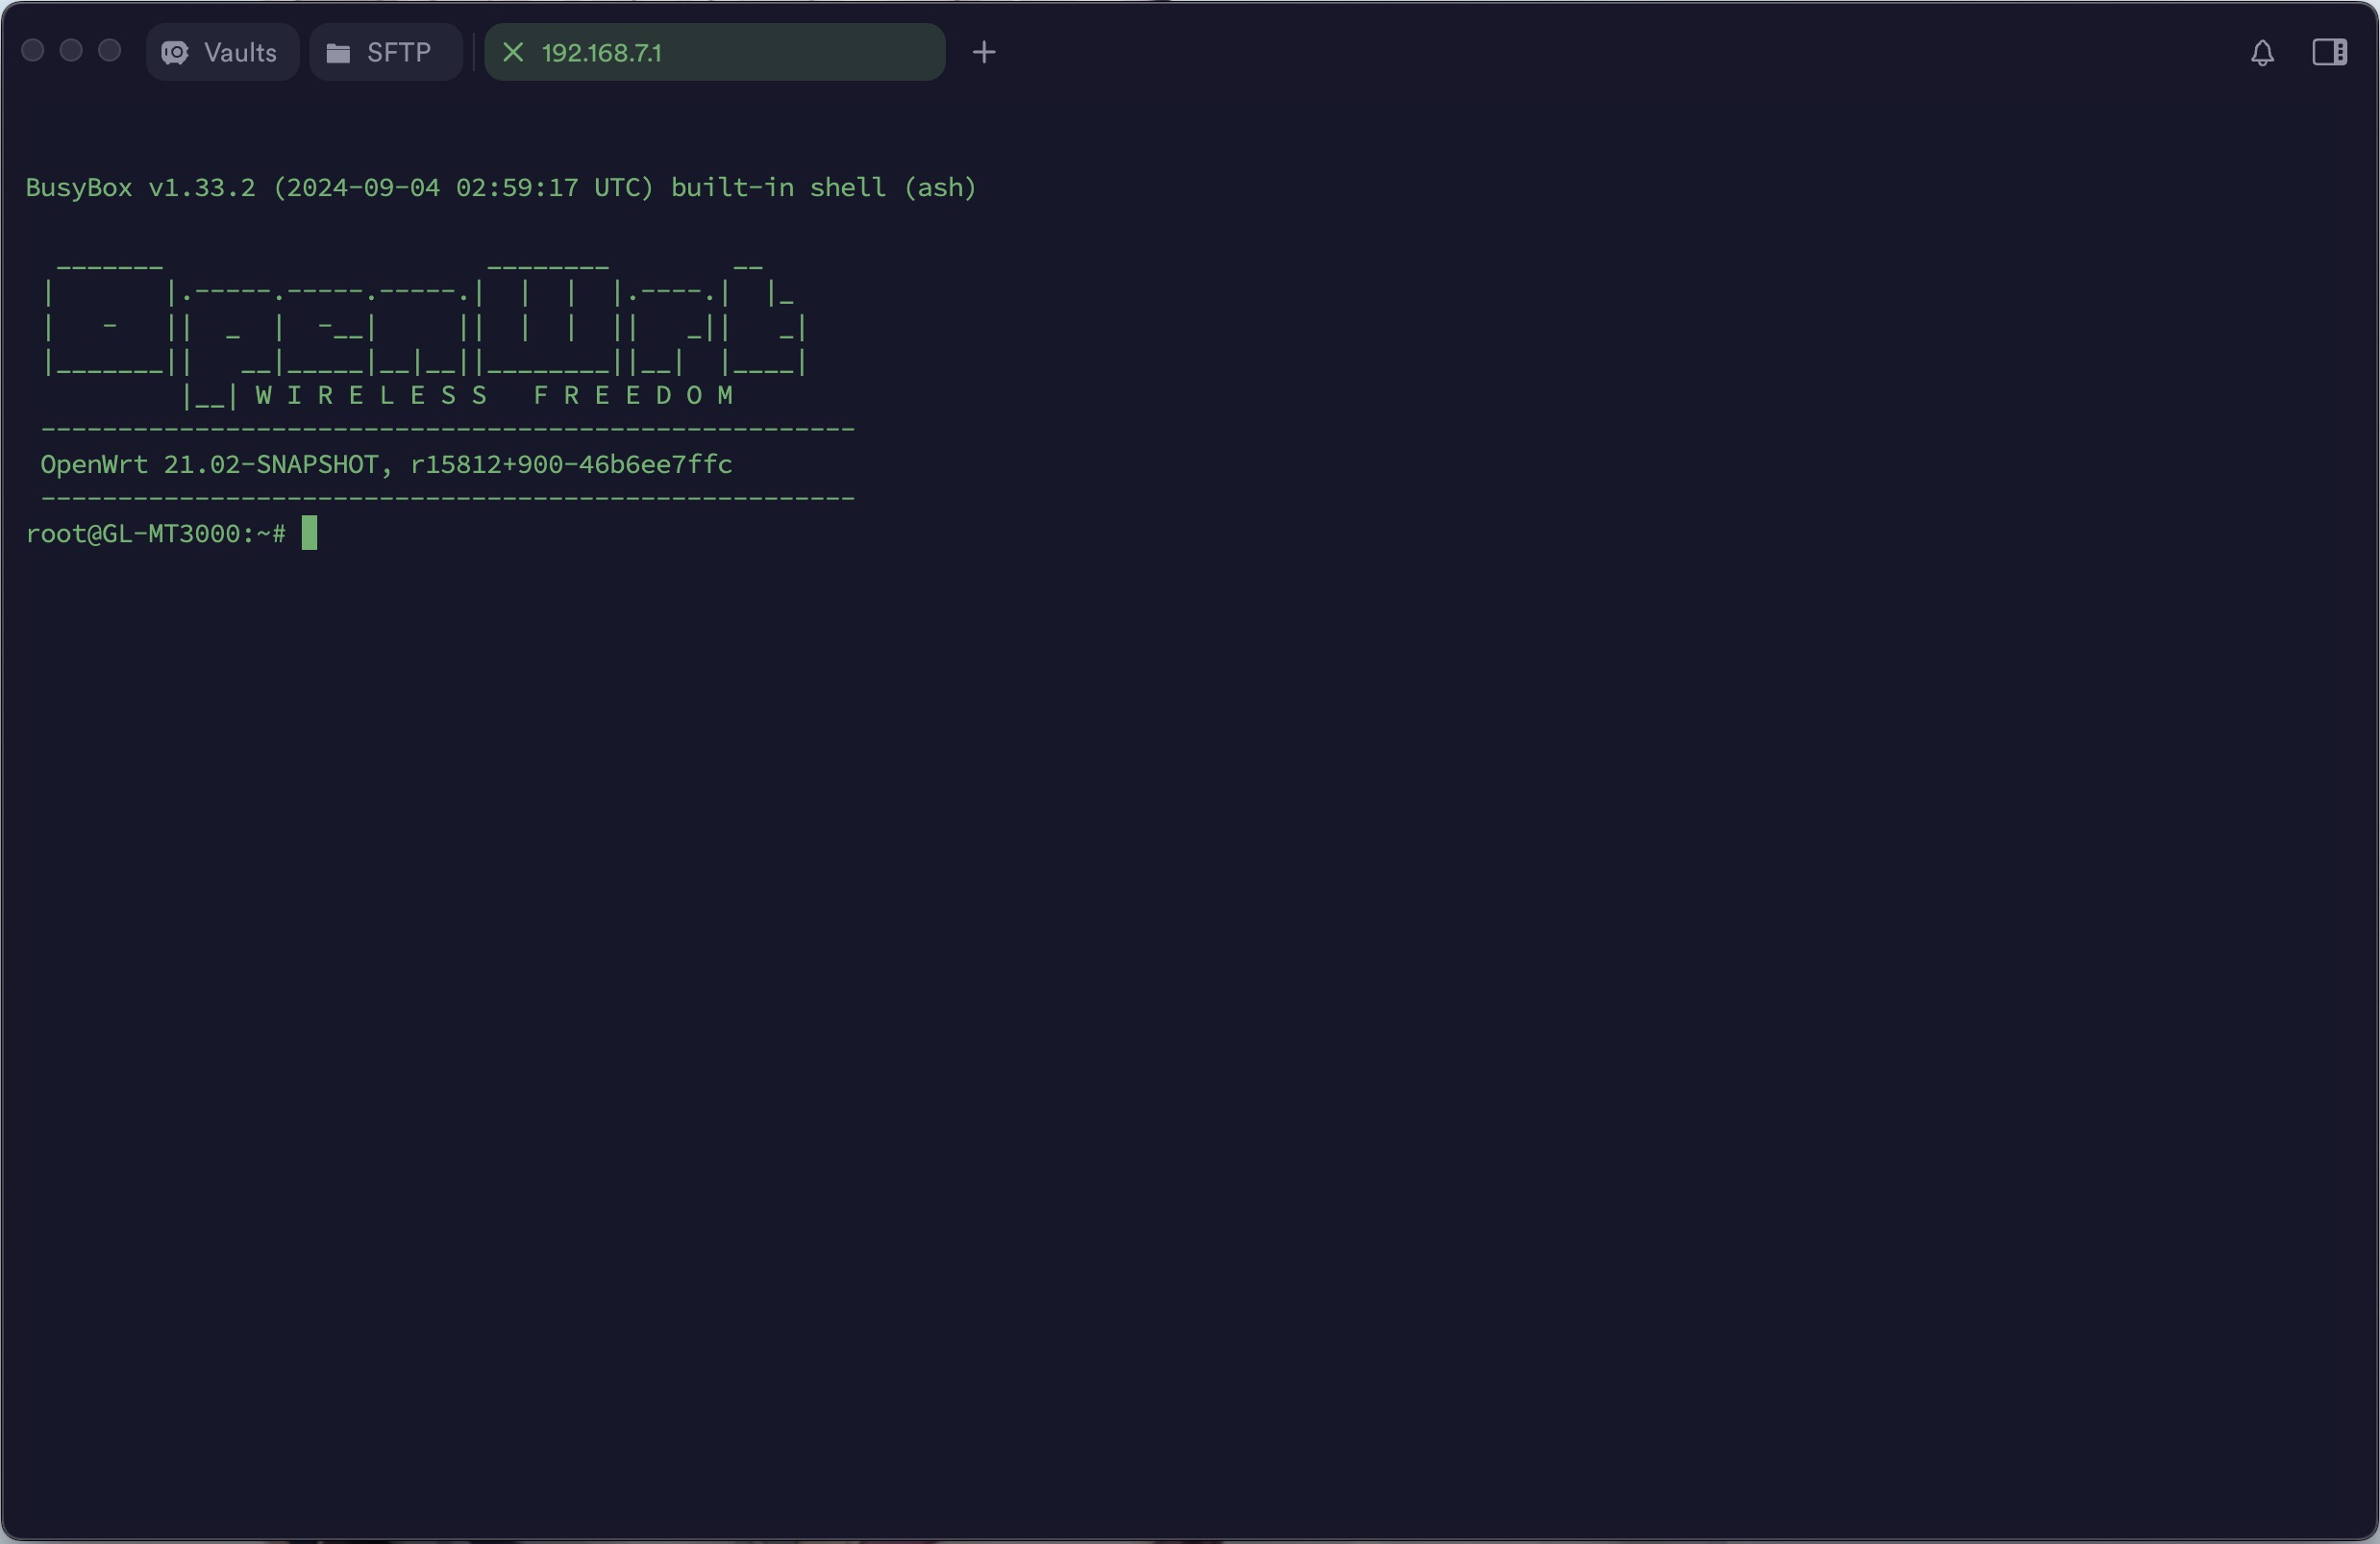 Vaults SFTP 192.168.7.1
BusyBox v1.33.2 (2024-09-04 02:59:17 UTC) built-in shell (ash)
  _______                     ________        __
 |       |.-----.-----.-----.|  |  |  |.----.|  |_
 |   -   ||  _  |  -__|     ||  |  |  ||   _||   _|
 |_______||   __|_____|__|__||________||__|  |____|
          |__| W I R E L E S S   F R E E D O M
 -----------------------------------------------------
 OpenWrt 21.02-SNAPSHOT, r15812+900-46b6ee7ffc
 -----------------------------------------------------
root@GL-MT3000:~#